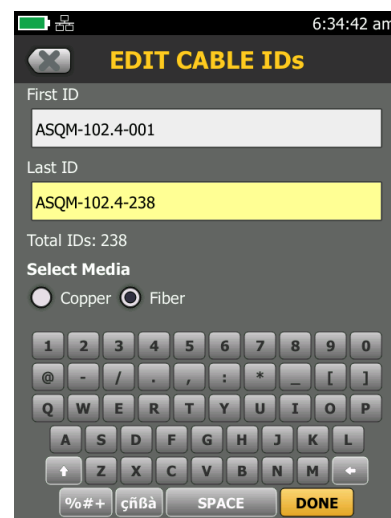 6:34:42 am
EDIT CABLE IDs
First ID
ASQM-102.4-001
Last ID
ASQM-102.4-238
Total IDs: 238
Select Media
Copper Fiber
1 2 3 4 5 6 7 8 9 0
@ - / . , : * _ [ ]
Q W E R T Y U I O P
A S D F G H J K L
Z X C V B N M
%#+ çñßà SPACE DONE